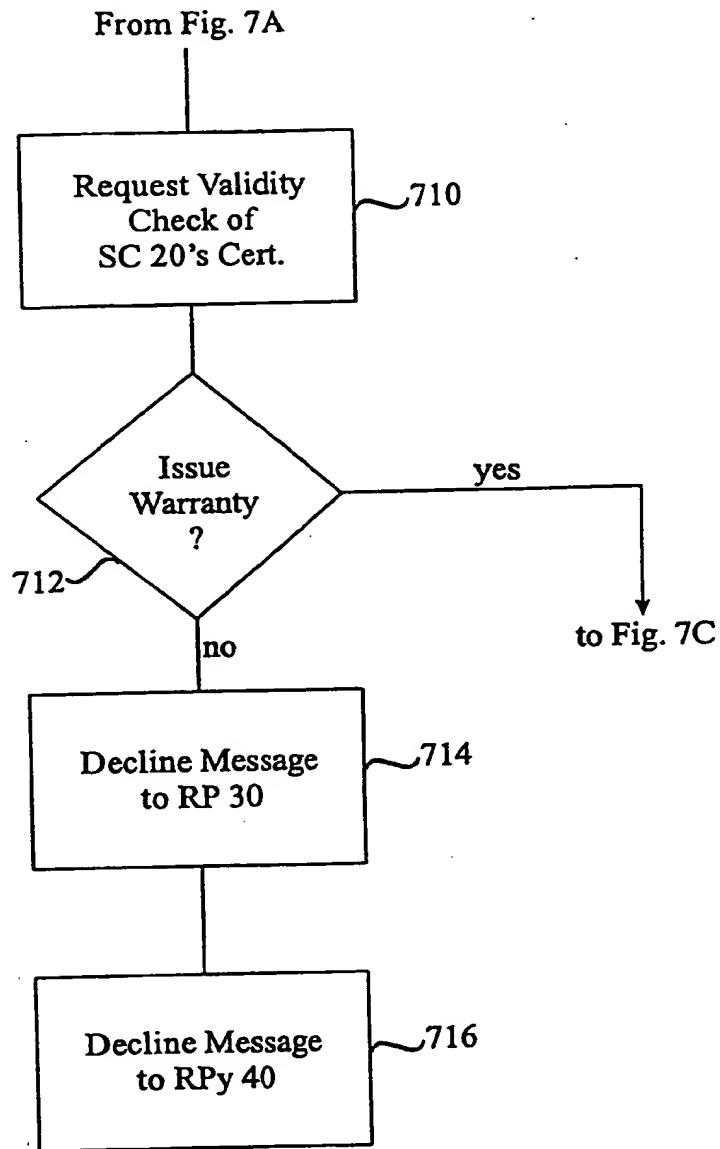 From Fig. 7A
Request Validity
Check of
SC 20's Cert.
710
Issue
Warranty
?
yes
712
to Fig. 7C
no
Decline Message
to RP 30
714
Decline Message
to RPy 40
716